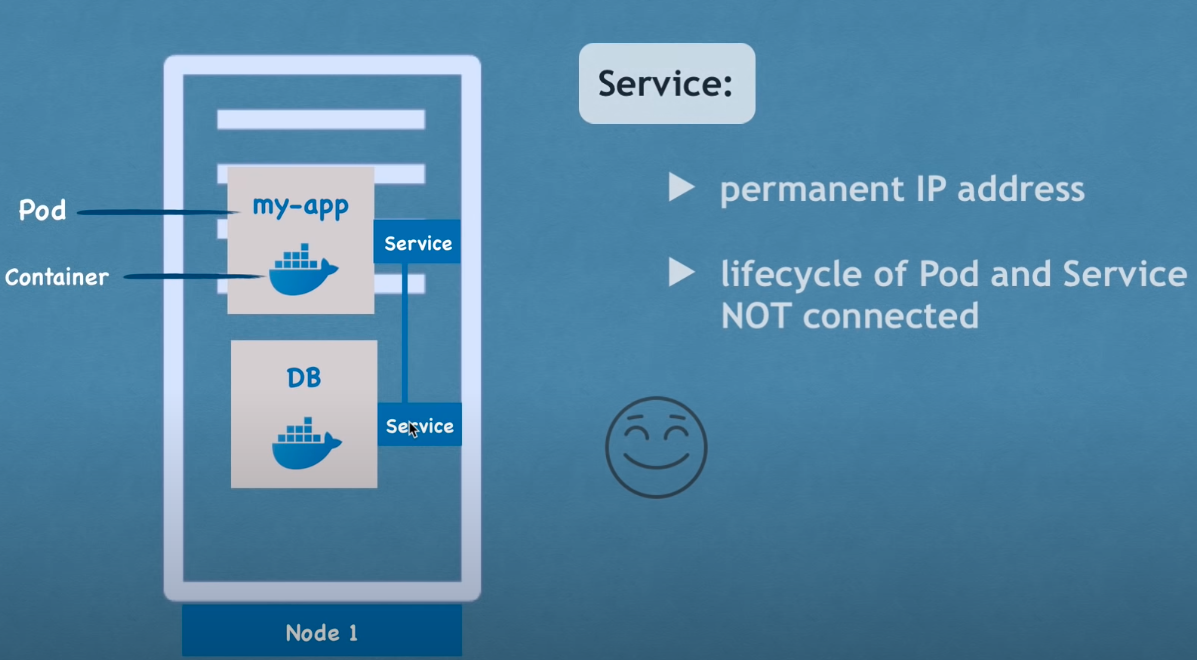 Service:
permanent IP address
lifecycle of Pod and Service
NOT connected
Pod
Container
my-app
Service
DB
Service
Node 1